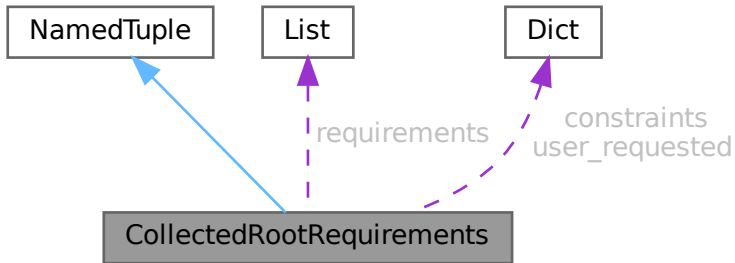 NamedTuple
List
Dict
requirements
constraints
user_requested
CollectedRootRequirements